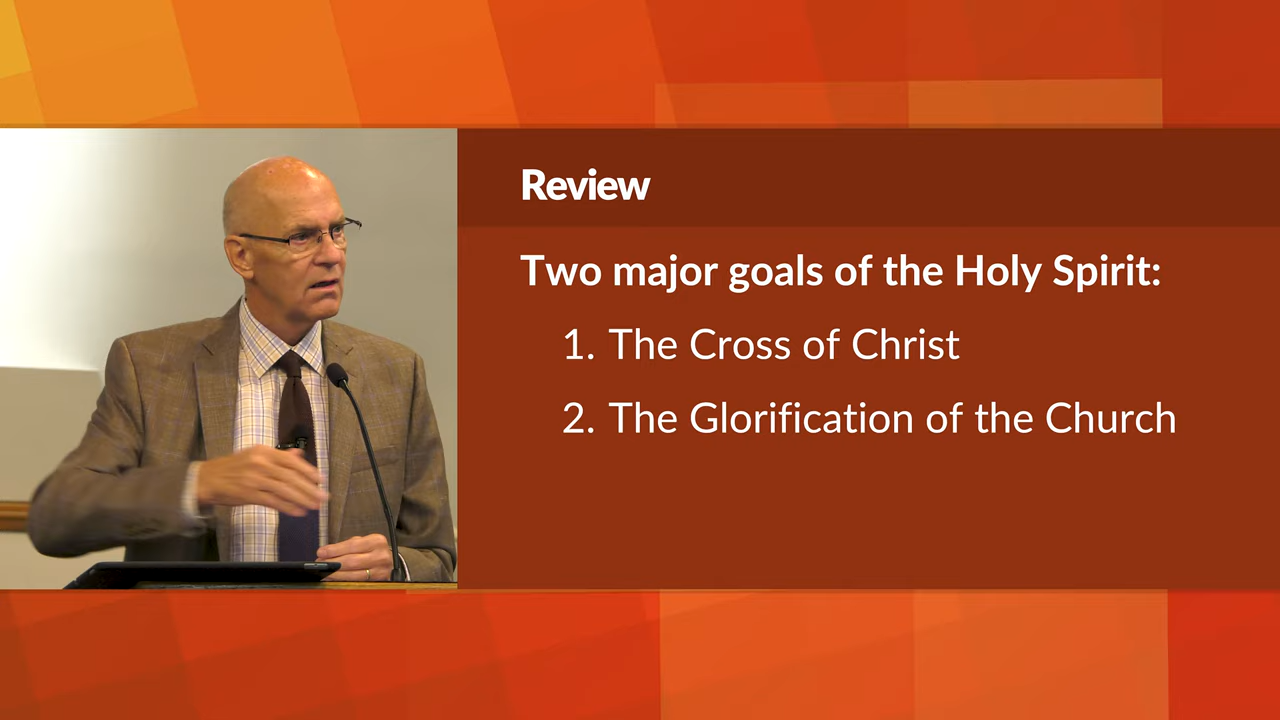 Review
Two major goals of the Holy Spirit:
1. The Cross of Christ
2. The Glorification of the Church